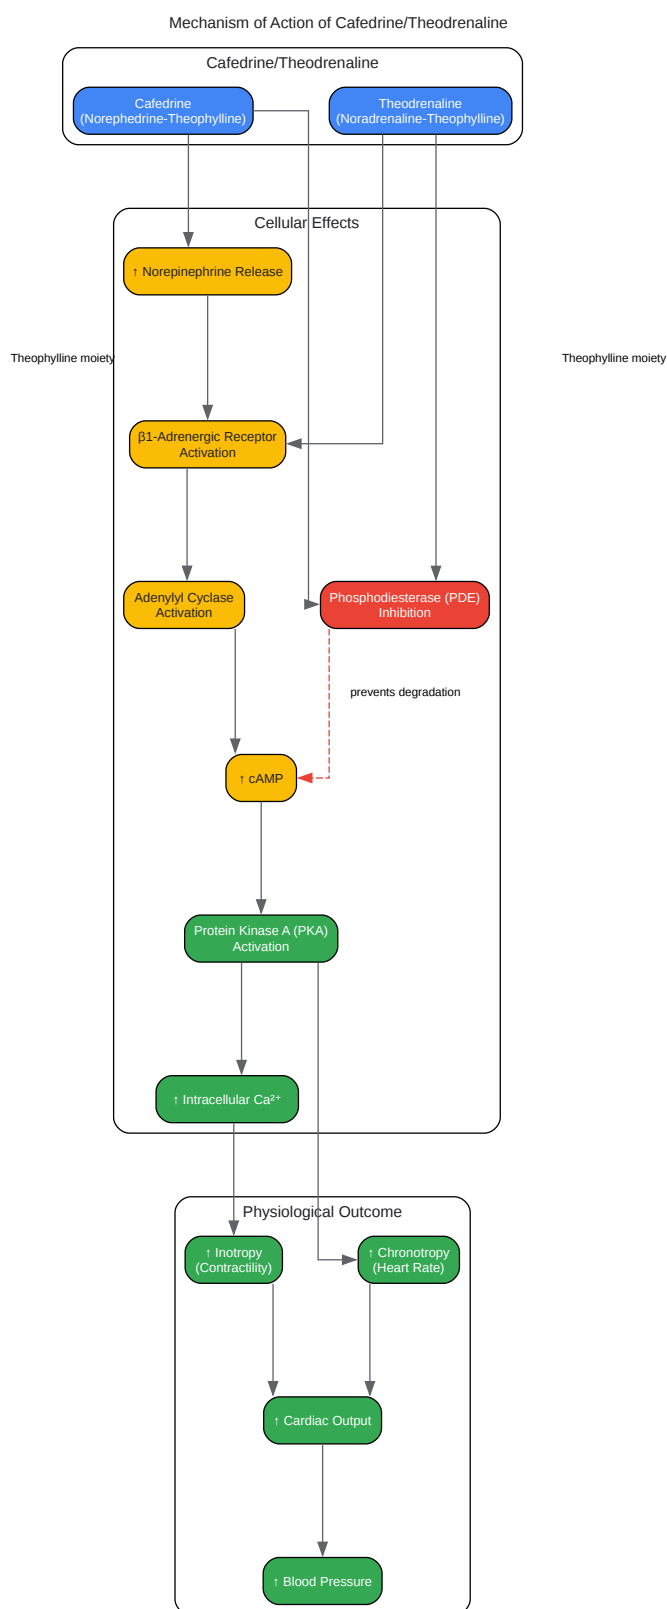 Mechanism of Action of Cafedrine/Theodrenaline
Cafedrine/Theodrenaline
Cafedrine
(Norephedrine-Theophylline)
Theodrenaline
(Noradrenaline-Theophylline)
Cellular Effects
↑ Norepinephrine Release
Theophylline moiety
Theophylline moiety
β1-Adrenergic Receptor
Activation
Adenylyl Cyclase
Activation
Phosphodiesterase (PDE)
Inhibition
prevents degradation
↑ cAMP
Protein Kinase A (PKA)
Activation
↑ Intracellular Ca²⁺
Physiological Outcome
↑ Inotropy
(Contractility)
↑ Chronotropy
(Heart Rate)
↑ Cardiac Output
↑ Blood Pressure